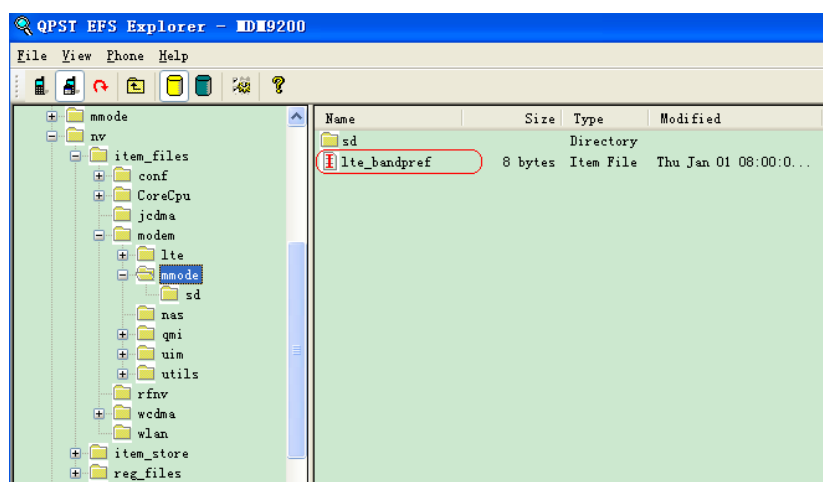 QPST EFS Explorer - MDM9200
File View Phone Help
mmode
nv
item_files
conf
CoreCpu
jcdma
modem
lte
mmode
sd
nas
qmi
uim
utils
rfnv
wcdma
wlan
item_store
reg_files
Name Size Type Modified
sd Directory
lte_bandpref 8 bytes Item File Thu Jan 01 08:00:0...